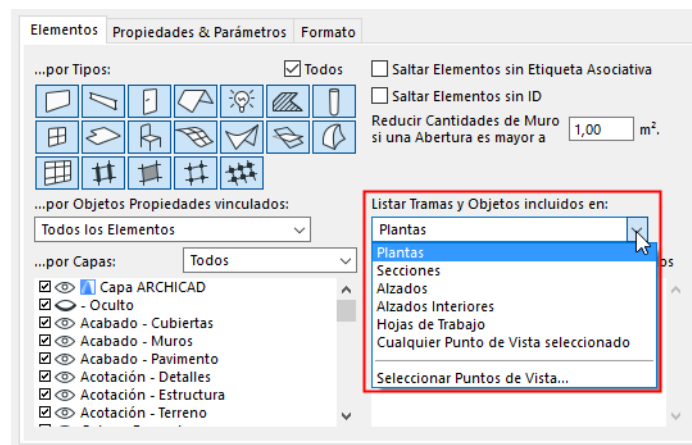 Elementos Propiedades & Parámetros Formato
...por Tipos:
Todos
Saltar Elementos sin Etiqueta Asociativa
Saltar Elementos sin ID
Reducir Cantidades de Muro
si una Abertura es mayor a
1,00 m².
...por Objetos Propiedades vinculados:
Todos los Elementos
...por Capas:
Todos
Capa ARCHICAD
- Oculto
Acabado - Cubiertas
Acabado - Muros
Acabado - Pavimento
Acotación - Detalles
Acotación - Estructura
Acotación - Terreno
Listar Tramas y Objetos incluidos en:
Plantas
Plantas
Secciones
Alzados
Alzados Interiores
Hojas de Trabajo
Cualquier Punto de Vista seleccionado
Seleccionar Puntos de Vista...